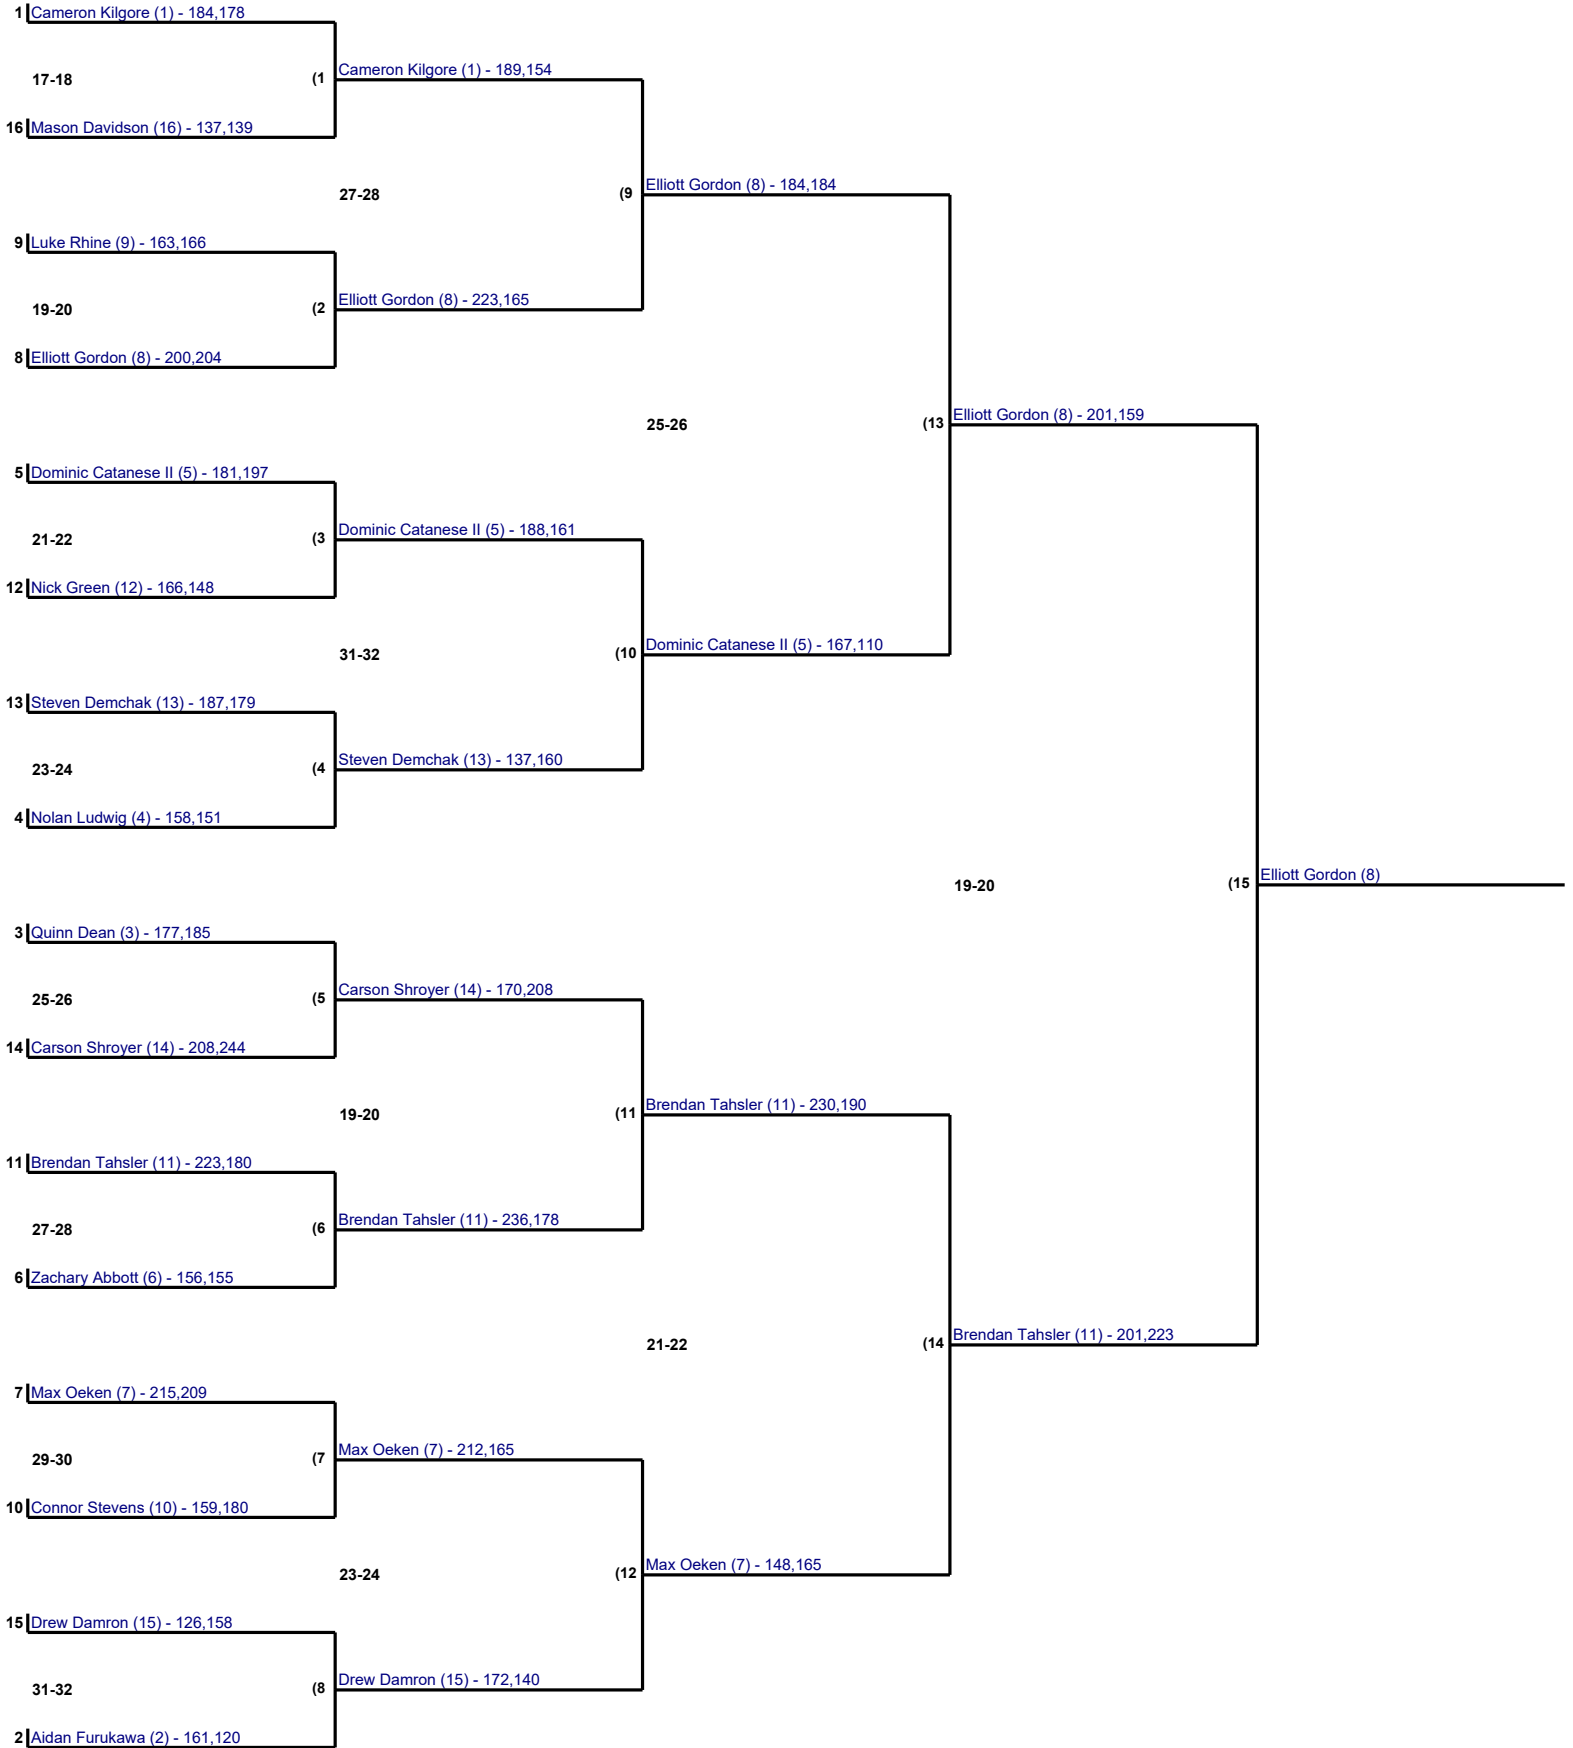 1 Cameron Kilgore (1) - 184,178
17-18 (1 Cameron Kilgore (1) - 189,154
16 Mason Davidson (16) - 137,139
27-28 (9 Elliott Gordon (8) - 184,184
9 Luke Rhine (9) - 163,166
19-20 (2 Elliott Gordon (8) - 223,165
8 Elliott Gordon (8) - 200,204
25-26 (13 Elliott Gordon (8) - 201,159
5 Dominic Catanese II (5) - 181,197
21-22 (3 Dominic Catanese II (5) - 188,161
12 Nick Green (12) - 166,148
31-32 (10 Dominic Catanese II (5) - 167,110
13 Steven Demchak (13) - 187,179
23-24 (4 Steven Demchak (13) - 137,160
4 Nolan Ludwig (4) - 158,151
19-20 (15 Elliott Gordon (8)
3 Quinn Dean (3) - 177,185
25-26 (5 Carson Shroyer (14) - 170,208
14 Carson Shroyer (14) - 208,244
19-20 (11 Brendan Tahsler (11) - 230,190
11 Brendan Tahsler (11) - 223,180
27-28 (6 Brendan Tahsler (11) - 236,178
6 Zachary Abbott (6) - 156,155
21-22 (14 Brendan Tahsler (11) - 201,223
7 Max Oeken (7) - 215,209
29-30 (7 Max Oeken (7) - 212,165
10 Connor Stevens (10) - 159,180
23-24 (12 Max Oeken (7) - 148,165
15 Drew Damron (15) - 126,158
31-32 (8 Drew Damron (15) - 172,140
2 Aidan Furukawa (2) - 161,120